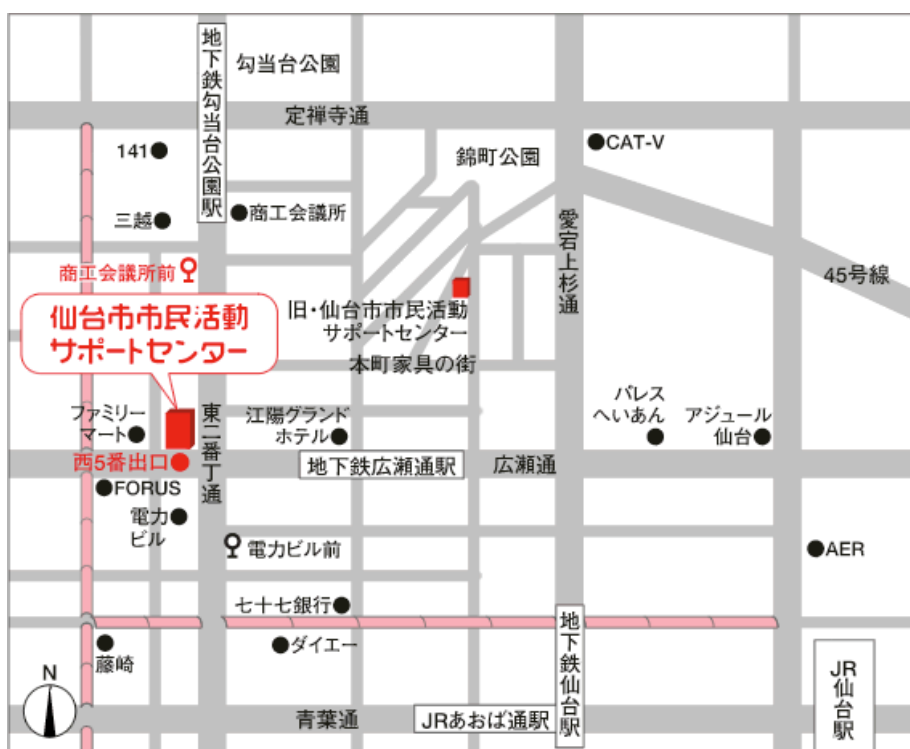 勾当台公園
地下鉄勾当台公園駅
定禅寺通
141
錦町公園
CAT-V
三越
商工会議所
愛宕上杉通
商工会議所前
45号線
仙台市市民活動
サポートセンター
旧・仙台市市民活動
サポートセンター
本町家具の街
ファミリー
マート
東二番丁通
江陽グランド
ホテル
パレス
へいあん
アジュール
仙台
西5番出口
地下鉄広瀬通駅
広瀬通
FORUS
電力
ビル
電力ビル前
AER
七十七銀行
ダイエー
地下鉄仙台駅
藤崎
JR仙台駅
N
青葉通
JRあおば通駅